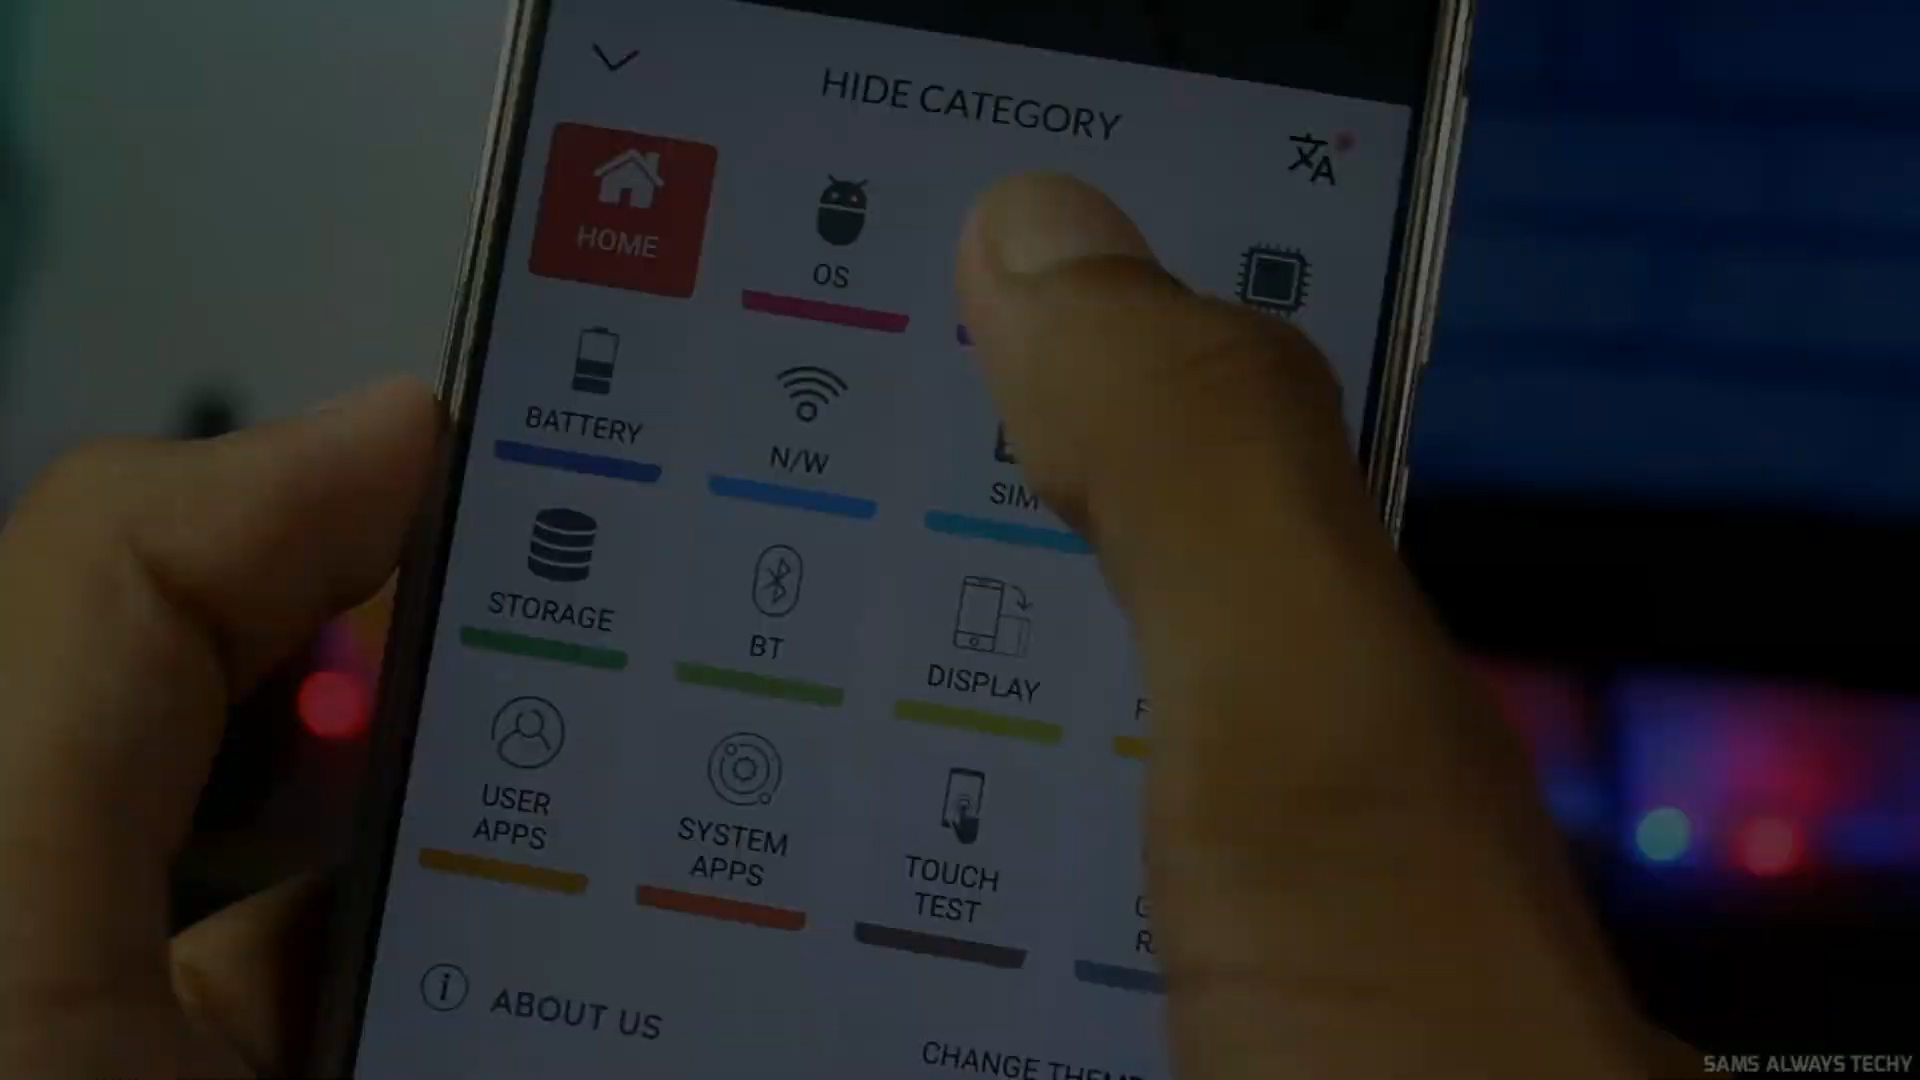 HIDE CATEGORY
HOME
OS
BATTERY
N/W
SIM
STORAGE
BT
DISPLAY
USER
APPS
SYSTEM
APPS
TOUCH
TEST
ABOUT US
CHANGE
SAMS ALWAYS TECHY